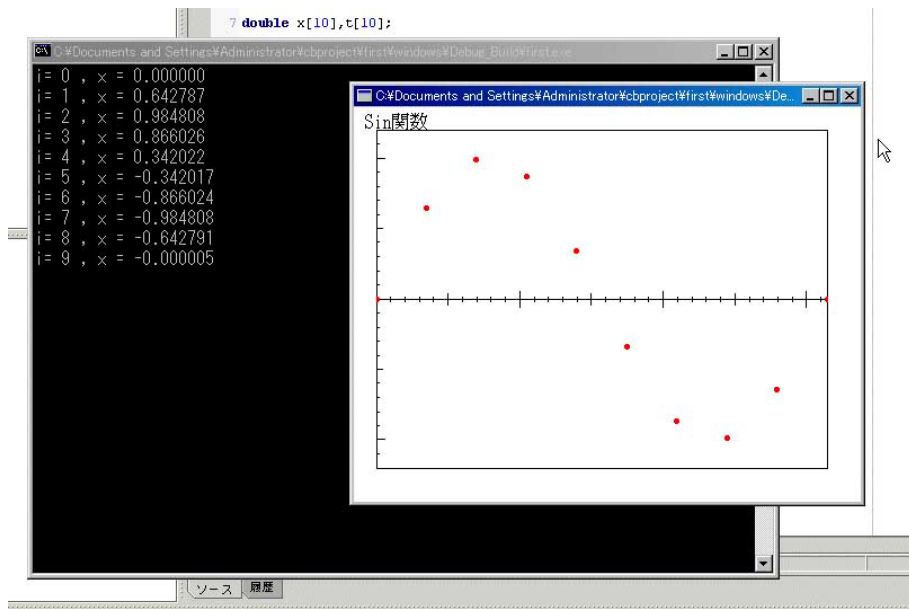 7 double x[10],t[10];
C:¥Documents and Settings¥Administrator¥cbproject¥first¥windows¥Debug_Build¥first.exe
i= 0 , x = 0.000000
i= 1 , x = 0.642787
i= 2 , x = 0.984808
i= 3 , x = 0.866026
i= 4 , x = 0.342022
i= 5 , x = -0.342017
i= 6 , x = -0.866024
i= 7 , x = -0.984808
i= 8 , x = -0.642791
i= 9 , x = -0.000005
C:¥Documents and Settings¥Administrator¥cbproject¥first¥windows¥De...
Sin関数
ソース 履歴